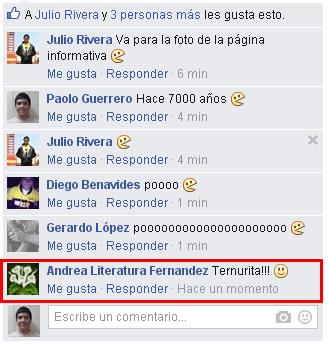 A Julio Rivera y 3 personas más les gusta esto.
Julio Rivera Va para la foto de la página
informativa
Me gusta · Responder · 6 min
Paolo Guerrero Hace 7000 años
Me gusta · Responder · 4 min
Julio Rivera
Me gusta · Responder · 4 min
Diego Benavides poooo
Me gusta · Responder · 1 min
Gerardo López poooooooooooooooooooooo
Me gusta · Responder · 1 min
Andrea Literatura Fernandez Ternurita!!!
Me gusta · Responder · Hace un momento
Escribe un comentario...